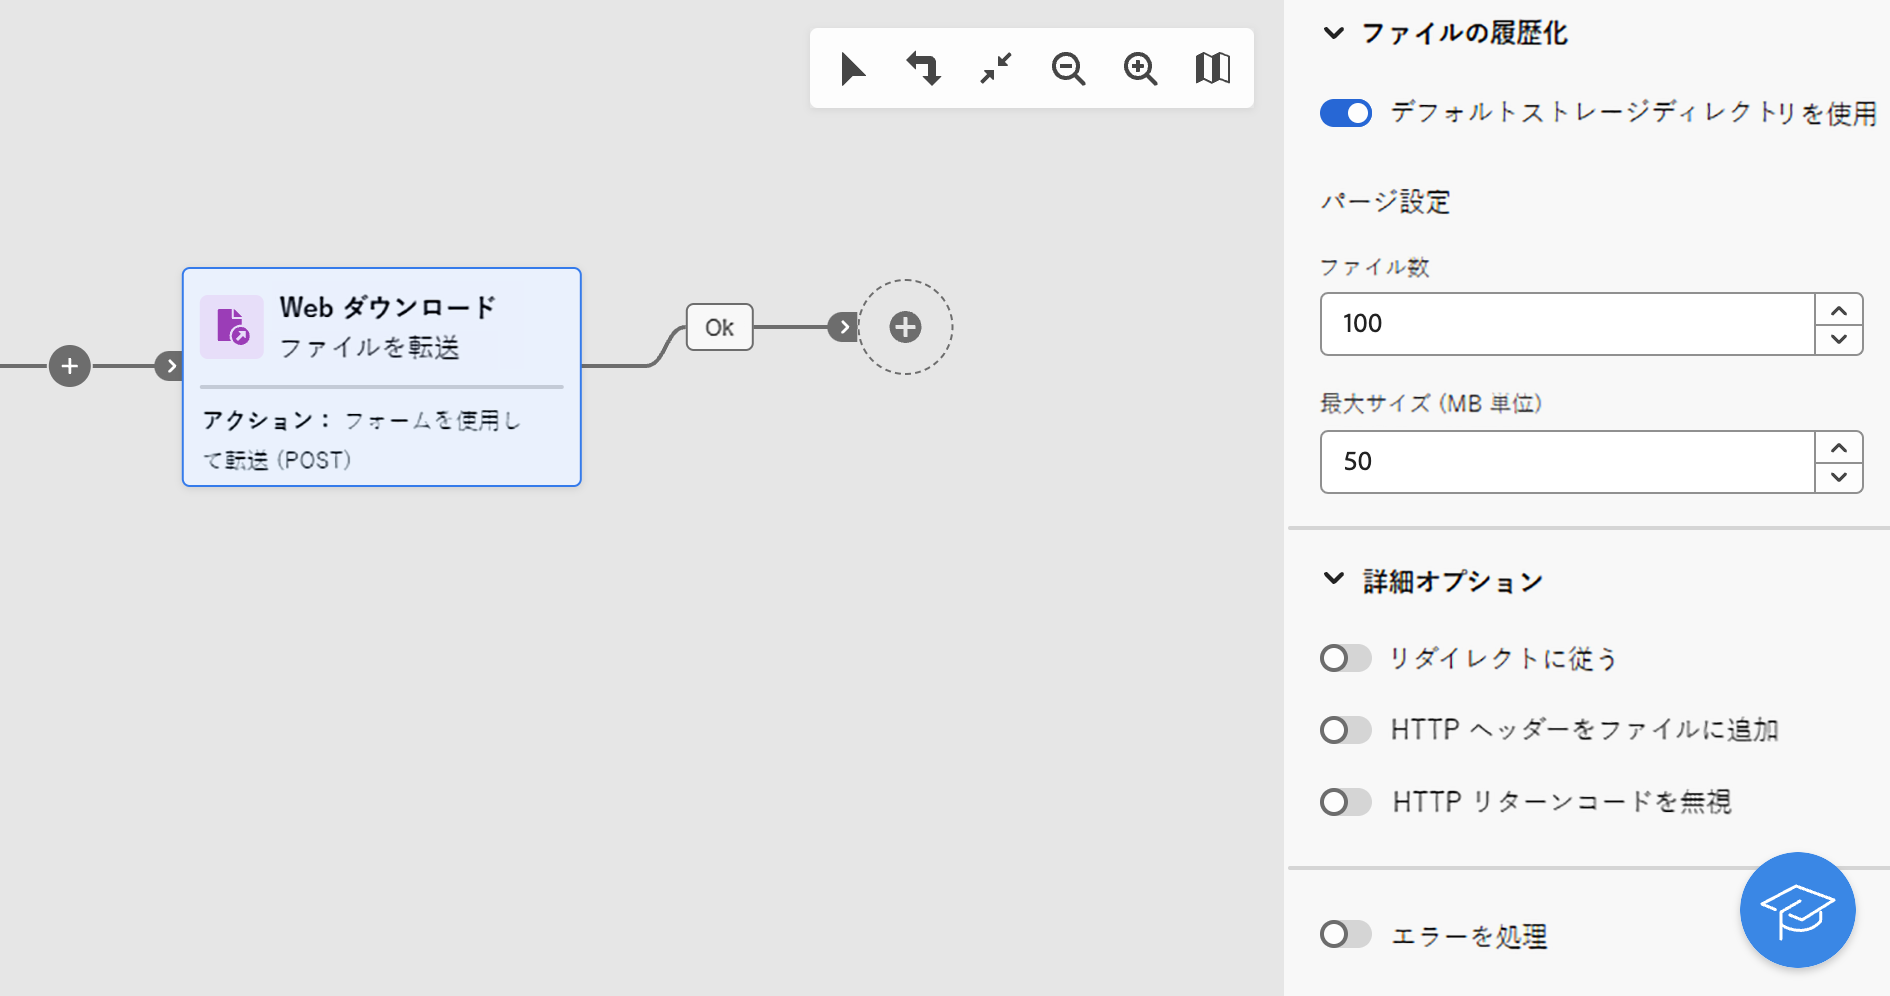 Web ダウンロード
ファイルを転送
アクション： フォームを使用し
て転送 (POST)
Ok
ファイルの履歴化
デフォルトストレージディレクトリを使用
パージ設定
ファイル数
100
最大サイズ (MB 単位)
50
詳細オプション
リダイレクトに従う
HTTP ヘッダーをファイルに追加
HTTP リターンコードを無視
エラーを処理